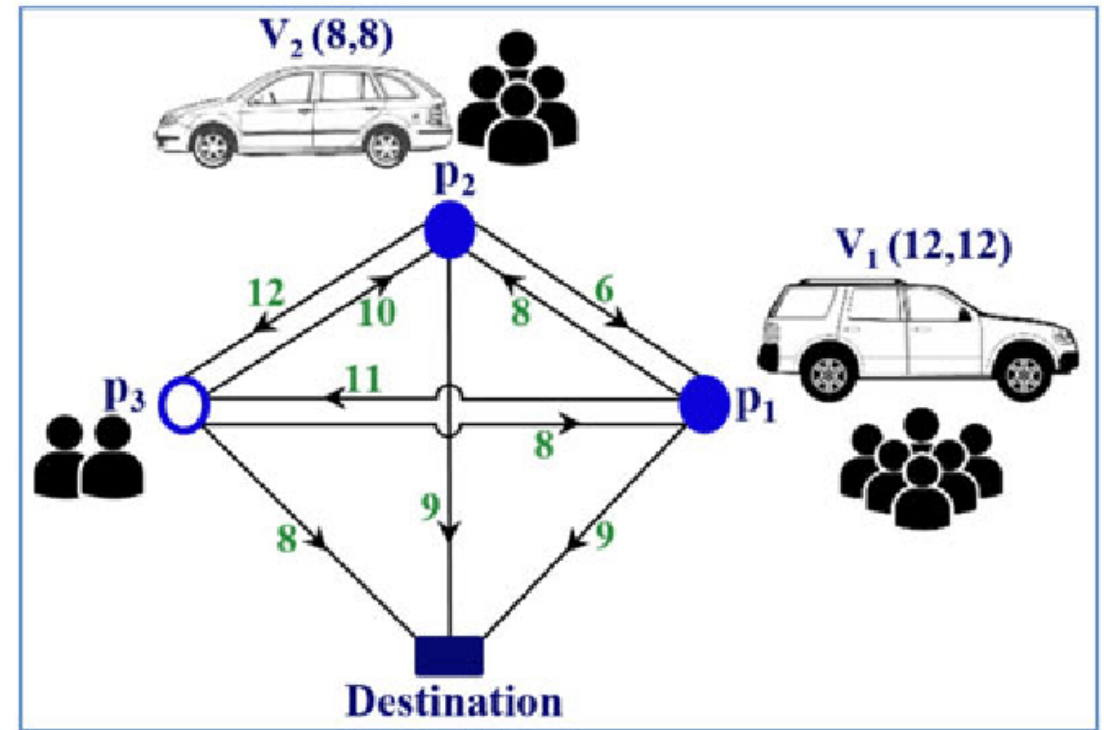 V₂ (8,8)
p₂
V₁ (12,12)
12
10
8
6
p₃
11
p₁
8
9
8
9
Destination